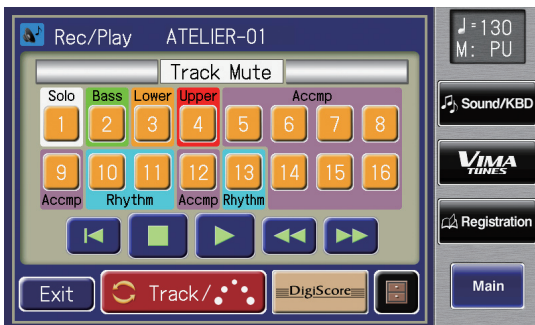 Rec/Play ATELIER-01
Track Mute
Solo Bass Lower Upper Accmp
1 2 3 4 5 6 7 8
9 10 11 12 13 14 15 16
Accmp Rhythm Accmp Rhythm
Exit Track/ DigiScore
♩=130
M: PU
Sound/KBD
VIMA
TUNES
Registration
Main